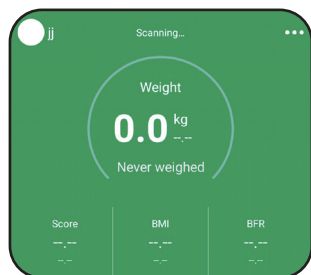 jj
Scanning...
Weight
0.0 kg
--.--
Never weighed
Score BMI BFR
--.-- --.-- --.--
--.-- --.-- --.--